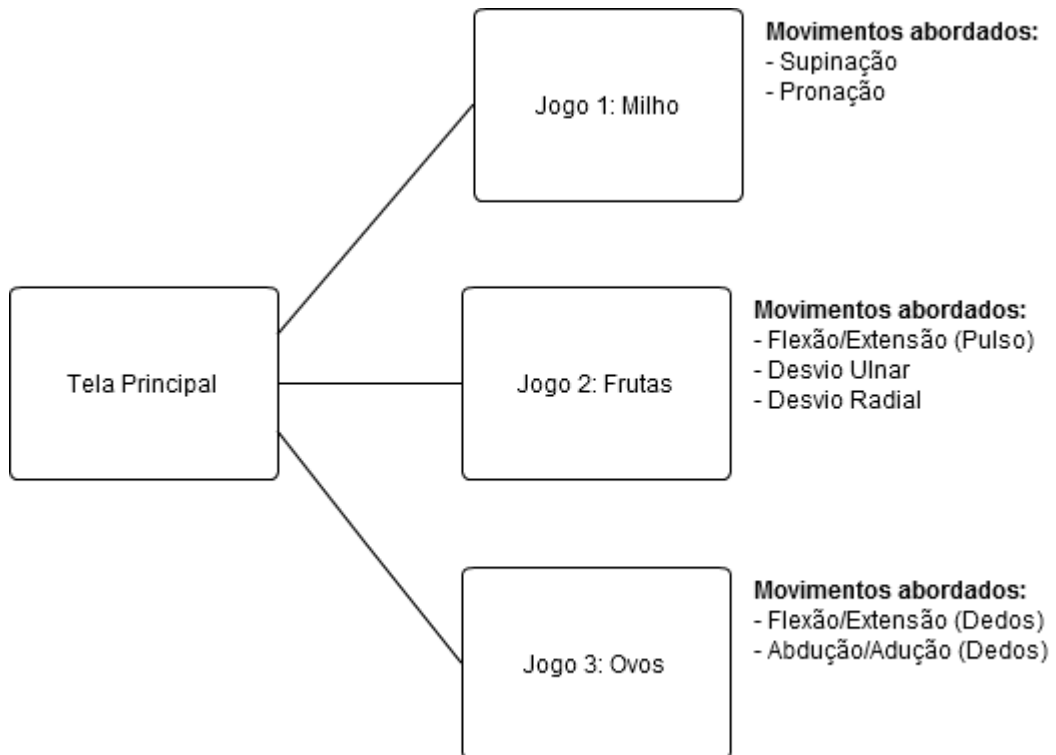 Movimentos abordados:
- Supinação
- Pronação
Jogo 1: Milho
Tela Principal
Jogo 2: Frutas
Movimentos abordados:
- Flexão/Extensão (Pulso)
- Desvio Ulnar
- Desvio Radial
Jogo 3: Ovos
Movimentos abordados:
- Flexão/Extensão (Dedos)
- Abdução/Adução (Dedos)